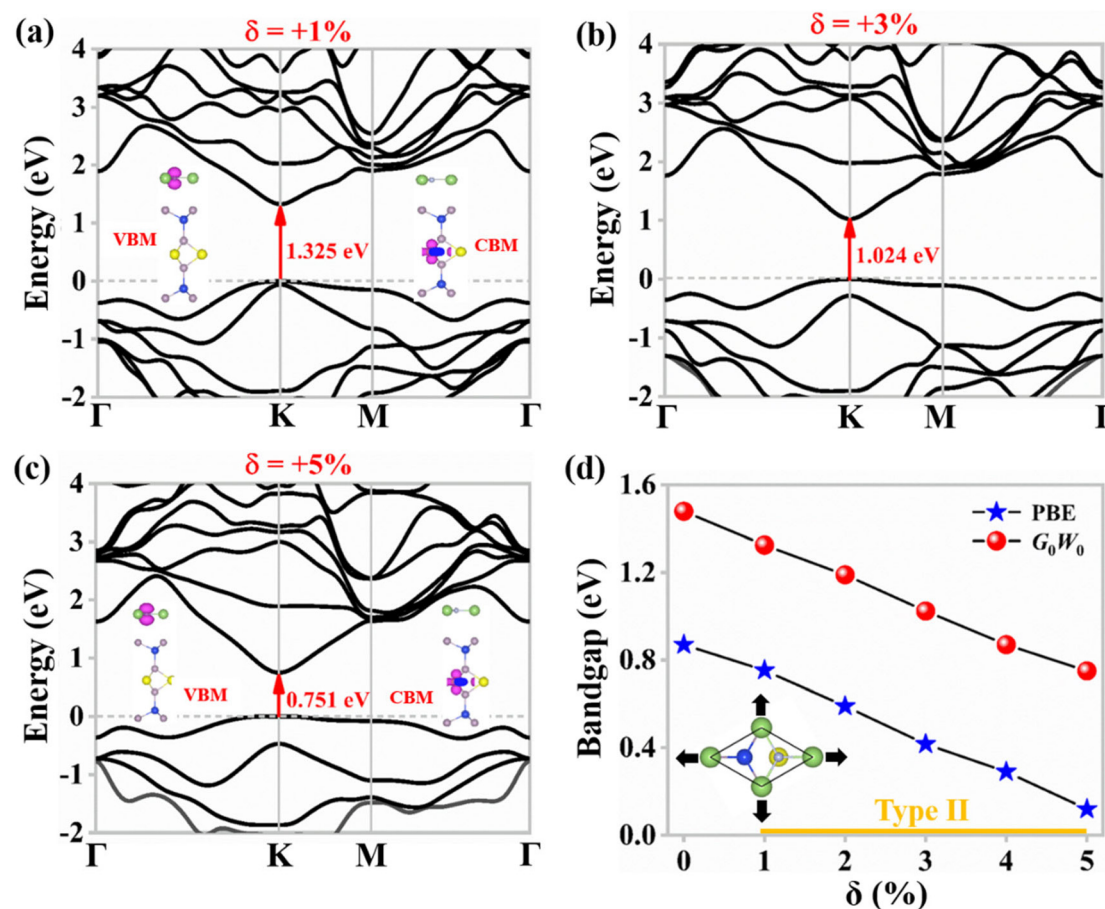 (a)
δ = +1%
Energy (eV)
4
3
2
1
0
-1
-2
VBM
CBM
1.325 eV
Γ K M Γ
(b)
δ = +3%
Energy (eV)
4
3
2
1
0
-1
-2
1.024 eV
Γ K M Γ
(c)
δ = +5%
Energy (eV)
4
3
2
1
0
-1
-2
VBM
CBM
0.751 eV
Γ K M Γ
(d)
Bandgap (eV)
1.6
1.2
0.8
0.4
0.0
PBE
G₀W₀
Type II
0 1 2 3 4 5
δ (%)